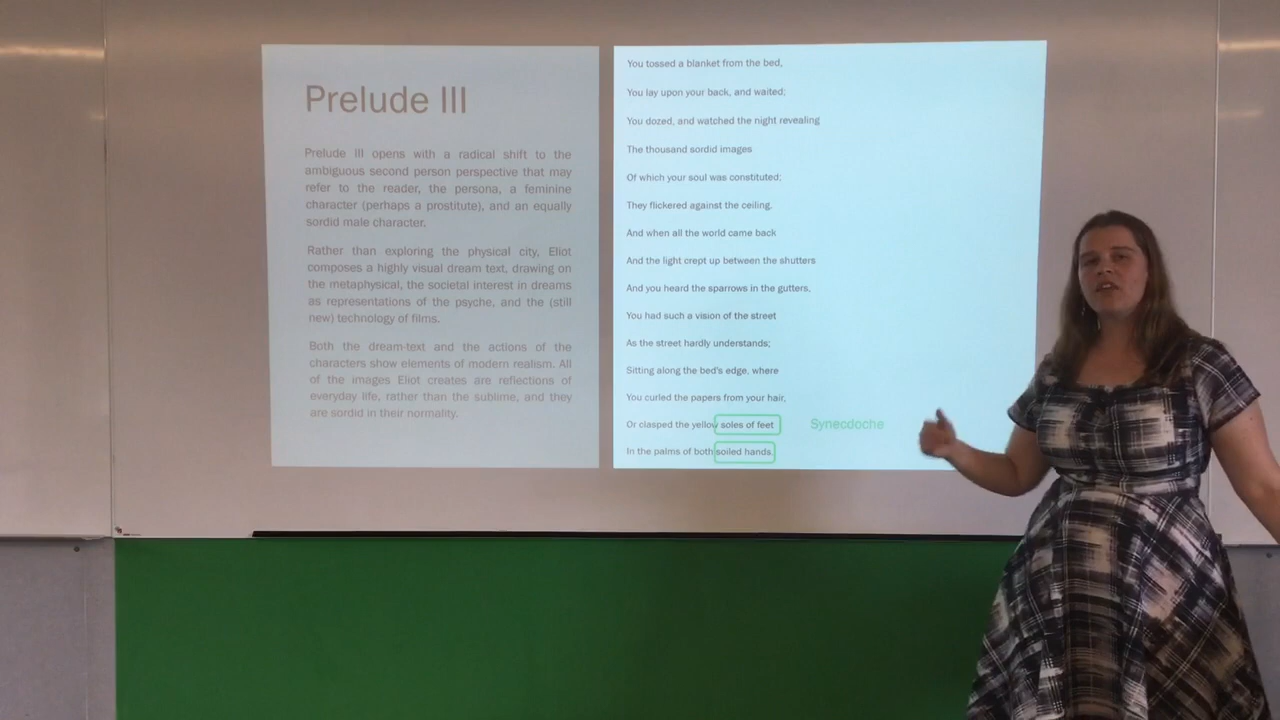 Prelude III
Prelude III opens with a radical shift to the
ambiguous second person perspective that may
refer to the reader, the persona, a feminine
character (perhaps a prostitute), and an equally
sordid male character.
Rather than exploring the physical city, Eliot
composes a highly visual dream text, drawing on
the metaphysical, the societal interest in dreams
as representations of the psyche, and the (still
new) technology of films.
Both the dream-text and the actions of the
characters show elements of modern realism. All
of the images Eliot creates are reflections of
everyday life, rather than the sublime, and they
are sordid in their normality.
You tossed a blanket from the bed,
You lay upon your back, and waited;
You dozed, and watched the night revealing
The thousand sordid images
Of which your soul was constituted;
They flickered against the ceiling.
And when all the world came back
And the light crept up between the shutters
And you heard the sparrows in the gutters,
You had such a vision of the street
As the street hardly understands;
Sitting along the bed's edge, where
You curled the papers from your hair,
Or clasped the yellow soles of feet
Synecdoche
In the palms of both soiled hands.